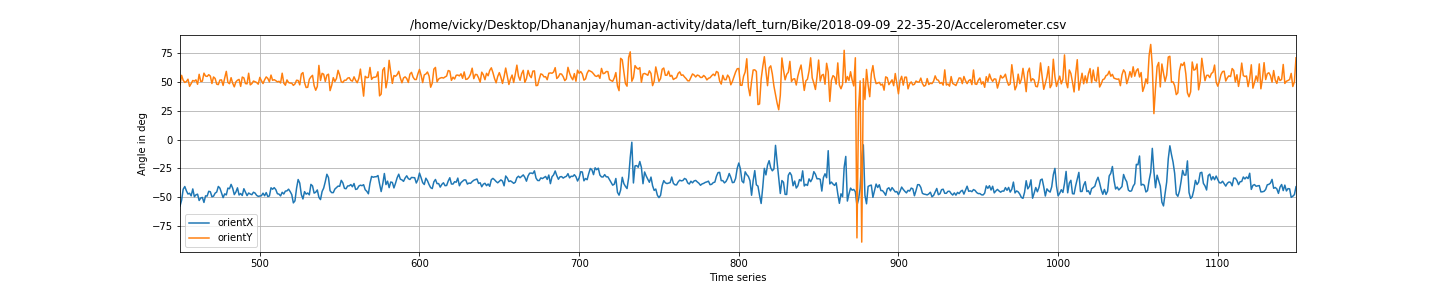 /home/vicky/Desktop/Dhananjay/human-activity/data/left_turn/Bike/2018-09-09_22-35-20/Accelerometer.csv
75
50
25
0
−25
−50
−75
Angle in deg
orientX
orientY
500 600 700 800 900 1000 1100
Time series